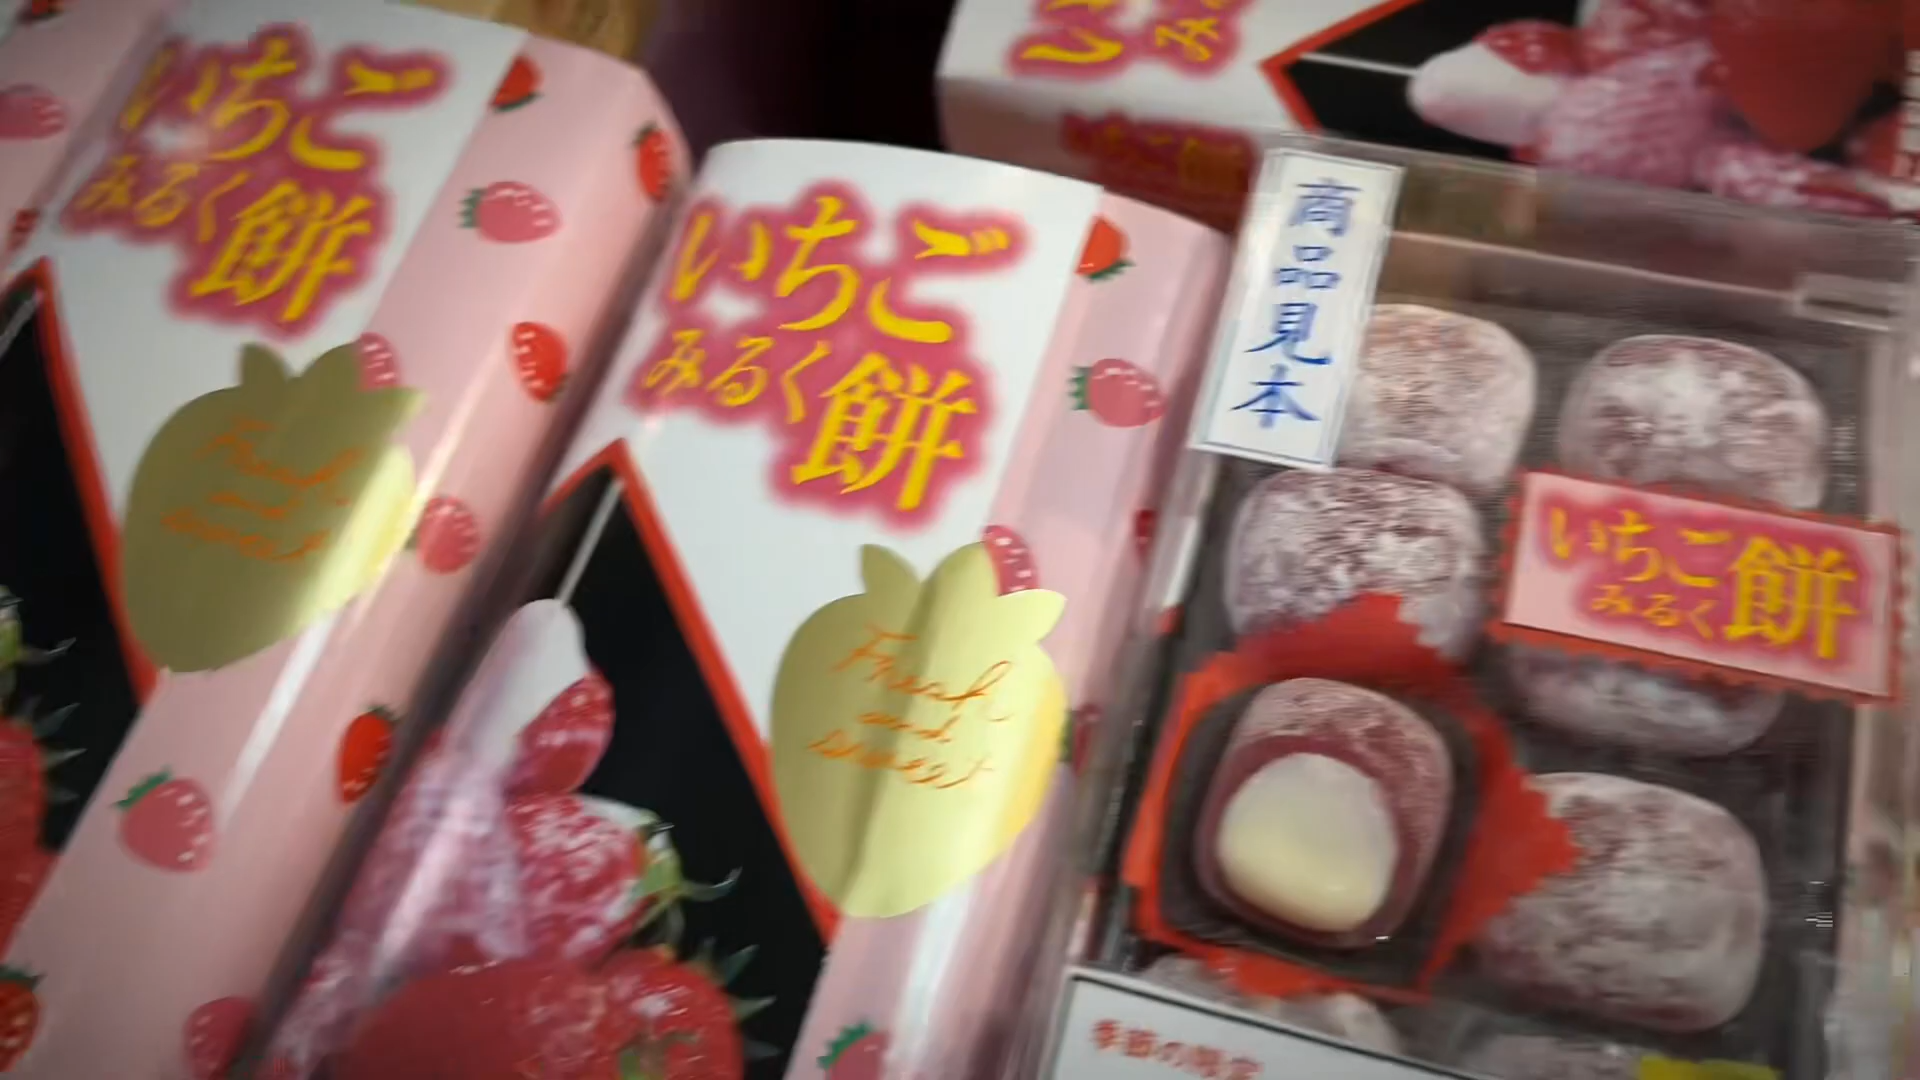 いちご
みるく餅
Fresh
and
sweet
いちご
みるく餅
Fresh
and
sweet
商品見本
いちご
みるく餅
季節の限定